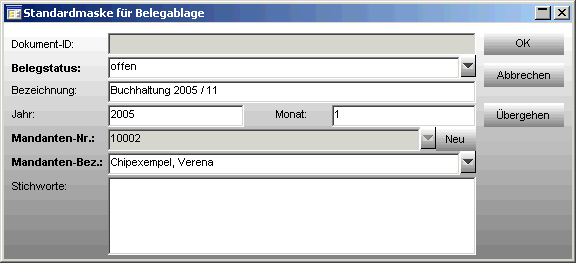 Standardmaske für Belegablage
Dokument-ID:
OK
Belegstatus: offen
Abbrechen
Bezeichnung: Buchhaltung 2005 / 11
Jahr: 2005 Monat: 1
Übergehen
Mandanten-Nr.: 10002 Neu
Mandanten-Bez.: Chipexempel, Verena
Stichworte: